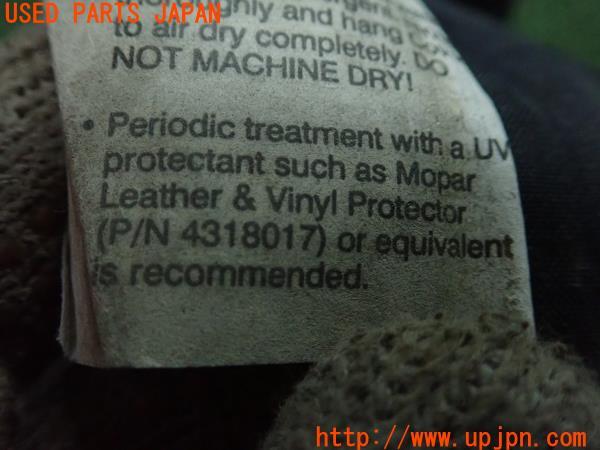 USED PARTS JAPAN
and hang
to air dry completely. DO
NOT MACHINE DRY!
• Periodic treatment with a UV
protectant such as Mopar
Leather & Vinyl Protector
(P/N 4318017) or equivalent
is recommended.
http://www.upjpn.com